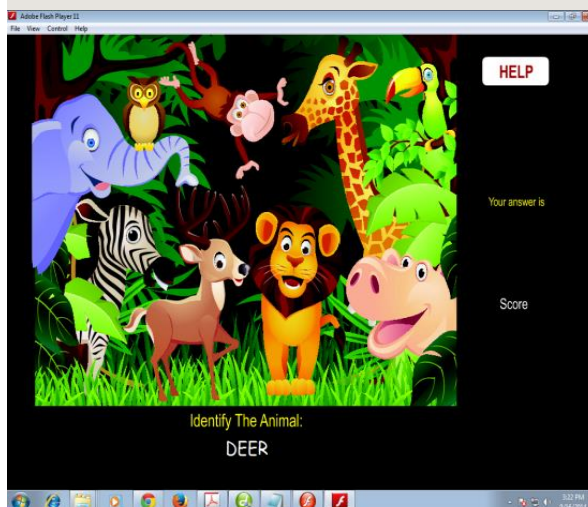 Adobe Flash Player 11
File View Control Help
HELP
Your answer is
Score
Identify The Animal:
DEER
3:22 PM